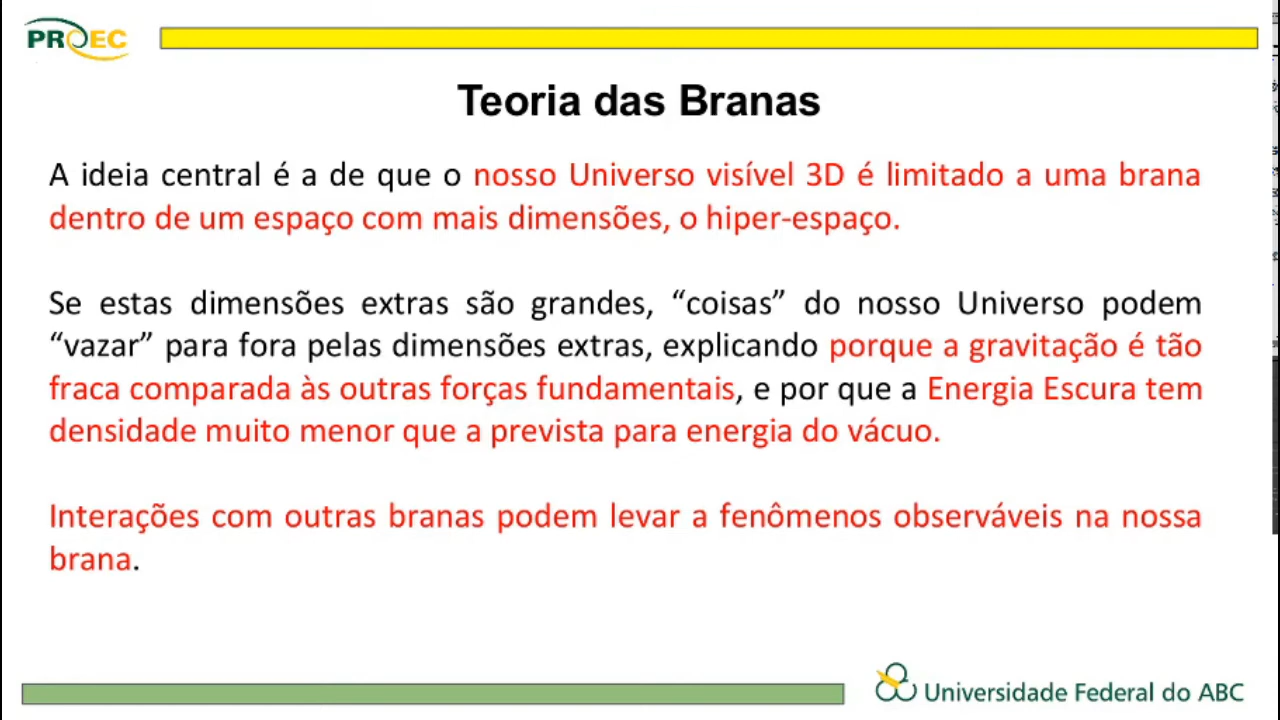 PROEC
Teoria das Branas
A ideia central é a de que o nosso Universo visível 3D é limitado a uma brana
dentro de um espaço com mais dimensões, o hiper-espaço.
Se estas dimensões extras são grandes, “coisas” do nosso Universo podem
“vazar” para fora pelas dimensões extras, explicando porque a gravitação é tão
fraca comparada às outras forças fundamentais, e por que a Energia Escura tem
densidade muito menor que a prevista para energia do vácuo.
Interações com outras branas podem levar a fenômenos observáveis na nossa
brana.
Universidade Federal do ABC